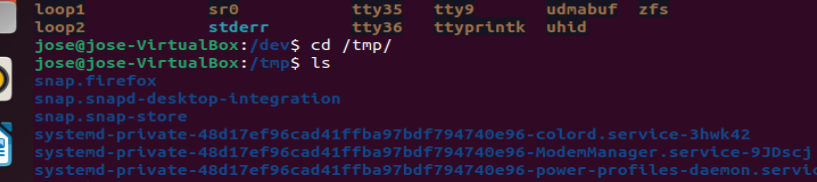 loop1 sr0 tty35 tty9 udmabuf zfs
loop2 stderr tty36 ttyprintk uhid
jose@jose-VirtualBox:/dev$ cd /tmp/
jose@jose-VirtualBox:/tmp$ ls
snap.firefox
snap.snapd-desktop-integration
snap.snap-store
systemd-private-48d17ef96cad41ffba97bdf794740e96-colord.service-3hwk42
systemd-private-48d17ef96cad41ffba97bdf794740e96-ModemManager.service-9JDscj
systemd-private-48d17ef96cad41ffba97bdf794740e96-power-profiles-daemon.servic